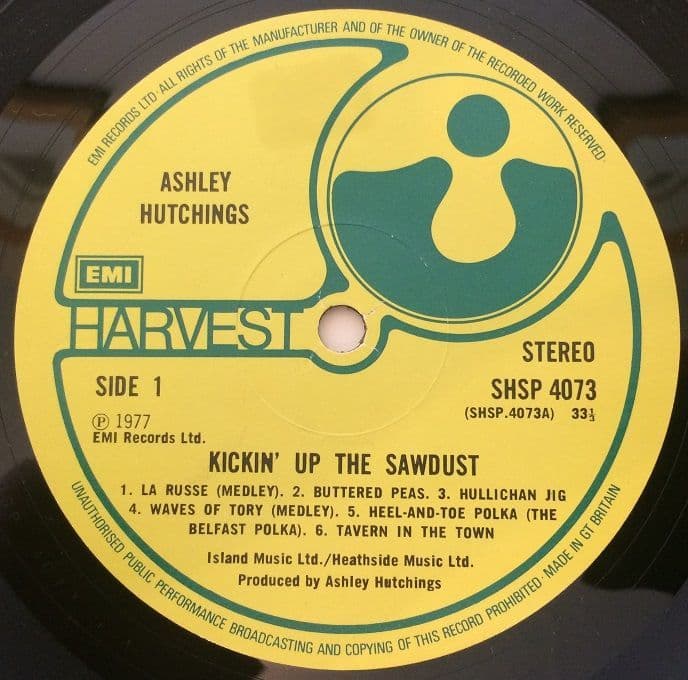 EMI RECORDS LTD·ALL RIGHTS OF THE MANUFACTURER AND OF THE OWNER OF THE RECORDED WORK RESERVED.
ASHLEY
HUTCHINGS
EMI
HARVEST
STEREO
SIDE 1
SHSP 4073
(SHSP.4073A) 33⅓
Ⓟ 1977
EMI Records Ltd.
KICKIN' UP THE SAWDUST
1. LA RUSSE (MEDLEY). 2. BUTTERED PEAS. 3. HULLICHAN JIG
4. WAVES OF TORY (MEDLEY). 5. HEEL-AND-TOE POLKA (THE
BELFAST POLKA). 6. TAVERN IN THE TOWN
Island Music Ltd./Heathside Music Ltd.
Produced by Ashley Hutchings
UNAUTHORISED PUBLIC PERFORMANCE BROADCASTING AND COPYING OF THIS RECORD PROHIBITED· MADE IN GT BRITAIN